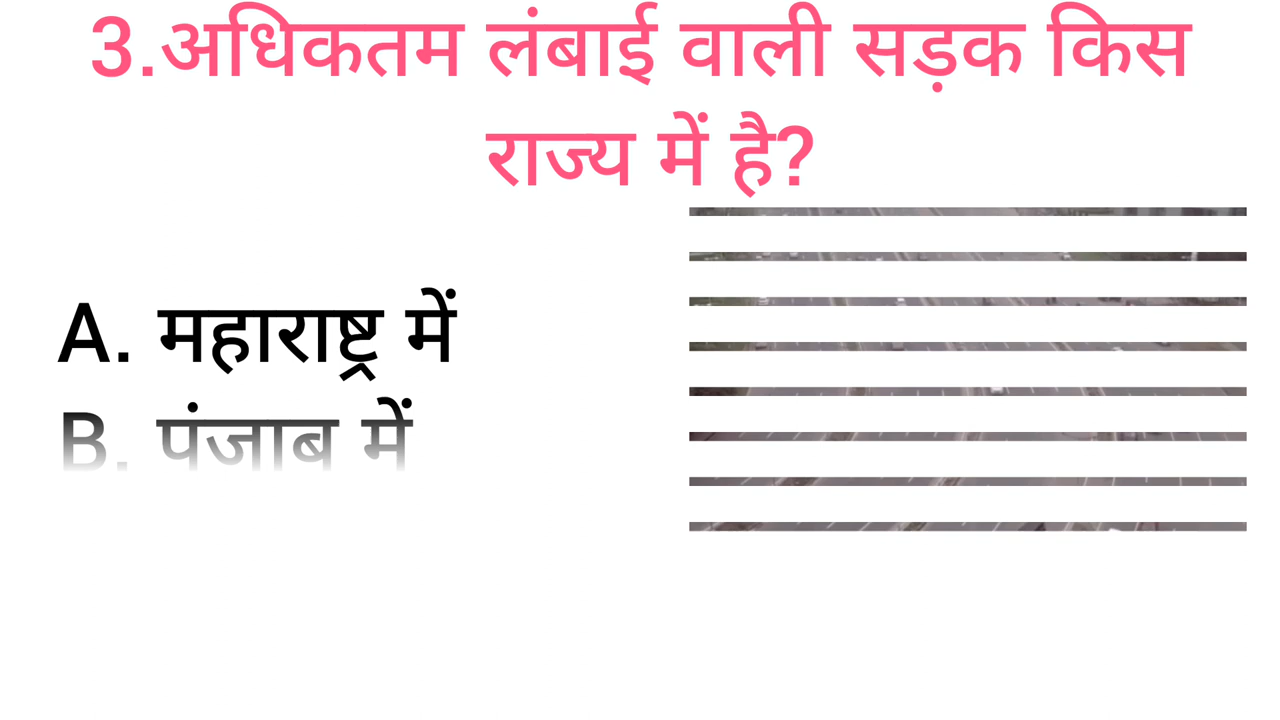 3.अधिकतम लंबाई वाली सड़क किस
राज्य में है?
A. महाराष्ट्र में
B. पंजाब में